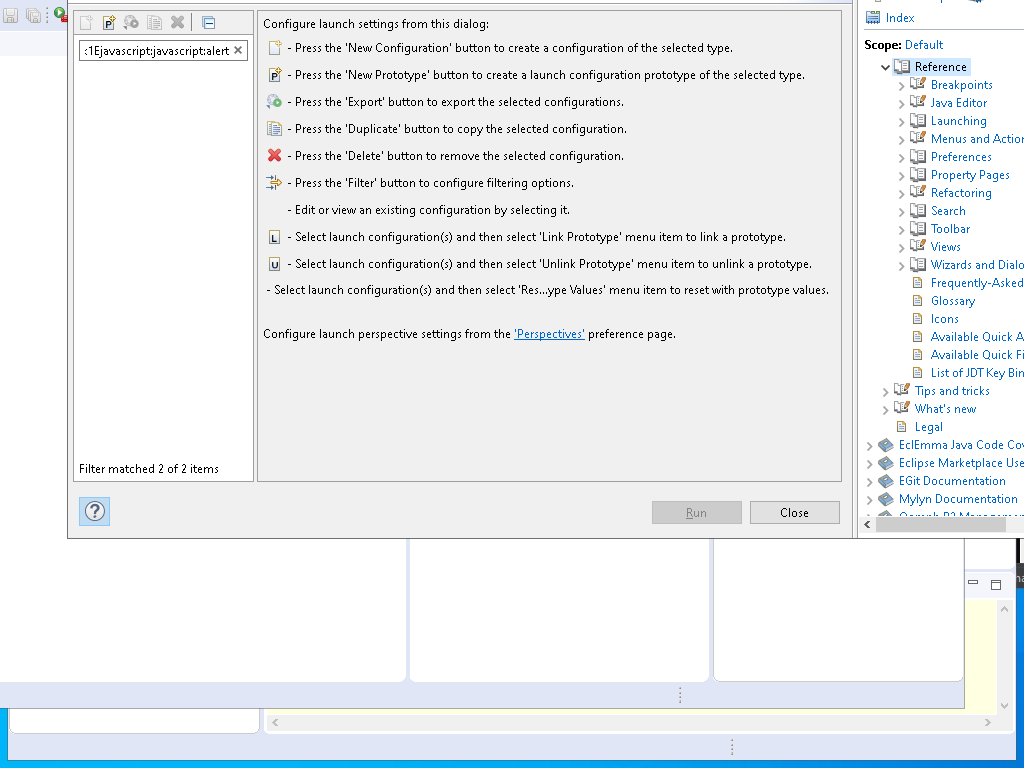 :1Ejavascript:javascript:alert
Filter matched 2 of 2 items
Configure launch settings from this dialog:
- Press the 'New Configuration' button to create a configuration of the selected type.
P - Press the 'New Prototype' button to create a launch configuration prototype of the selected type.
- Press the 'Export' button to export the selected configurations.
- Press the 'Duplicate' button to copy the selected configuration.
- Press the 'Delete' button to remove the selected configuration.
- Press the 'Filter' button to configure filtering options.
- Edit or view an existing configuration by selecting it.
L - Select launch configuration(s) and then select 'Link Prototype' menu item to link a prototype.
U - Select launch configuration(s) and then select 'Unlink Prototype' menu item to unlink a prototype.
- Select launch configuration(s) and then select 'Res...ype Values' menu item to reset with prototype values.
Configure launch perspective settings from the 'Perspectives' preference page.
?
Run
Close
Index
Scope: Default
Reference
Breakpoints
Java Editor
Launching
Menus and Action
Preferences
Property Pages
Refactoring
Search
Toolbar
Views
Wizards and Dialo
Frequently-Asked
Glossary
Icons
Available Quick A
Available Quick Fi
List of JDT Key Bin
Tips and tricks
What's new
Legal
EclEmma Java Code Cov
Eclipse Marketplace Use
EGit Documentation
Mylyn Documentation